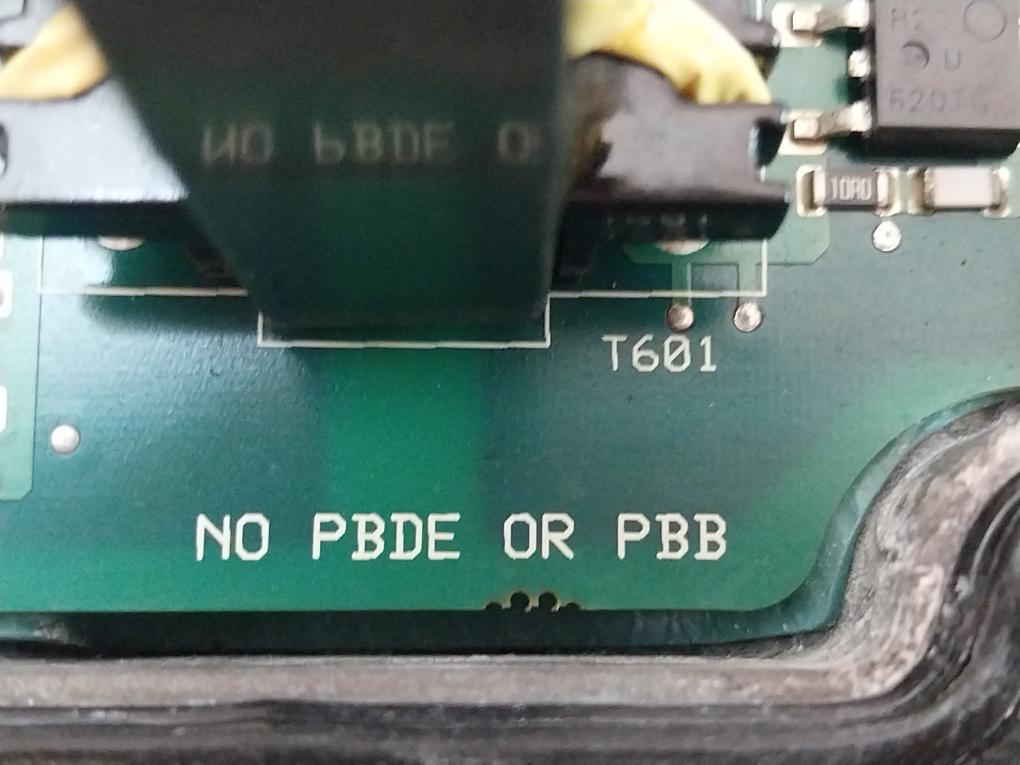 U
10R0
T601
NO PBDE OR PBB